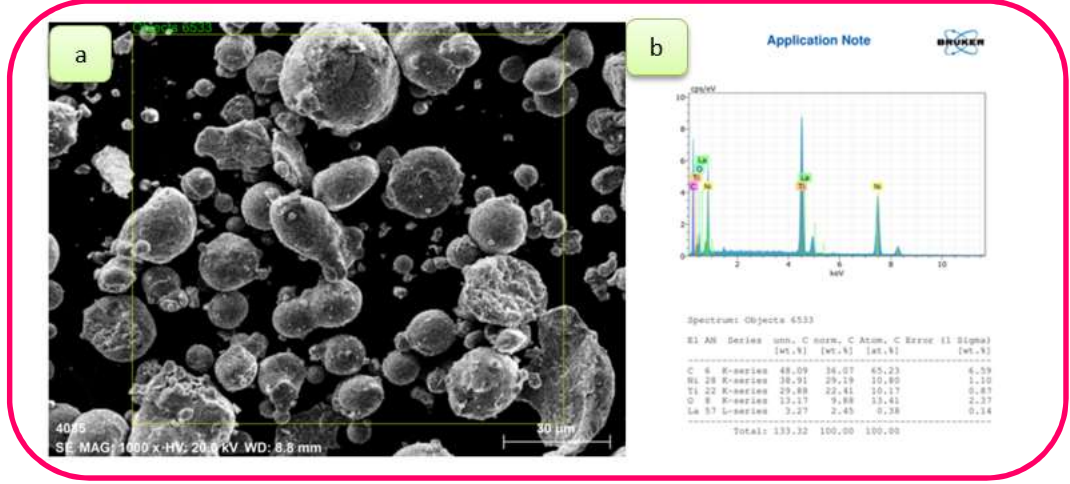 a
Objects 6533
4085
SE MAG: 1000 x HV: 20.0 kV WD: 8.8 mm
30 µm
b
Application Note
BRUKER
cps/eV
10
8
6
4
2
0
La
O
Ti
C
Ni
La
Ti
Ni
2 4 6 8 10
keV
Spectrum: Objects 6533
El AN Series unn. C norm. C Atom. C Error (1 Sigma)
[wt.%] [wt.%] [at.%] [wt.%]
C 6 K-series 48.09 36.07 65.23 6.59
Ni 28 K-series 38.91 29.19 10.80 1.10
Ti 22 K-series 29.88 22.41 10.17 0.87
O 8 K-series 13.17 9.88 13.41 2.37
La 57 L-series 3.27 2.45 0.38 0.14
Total: 133.32 100.00 100.00